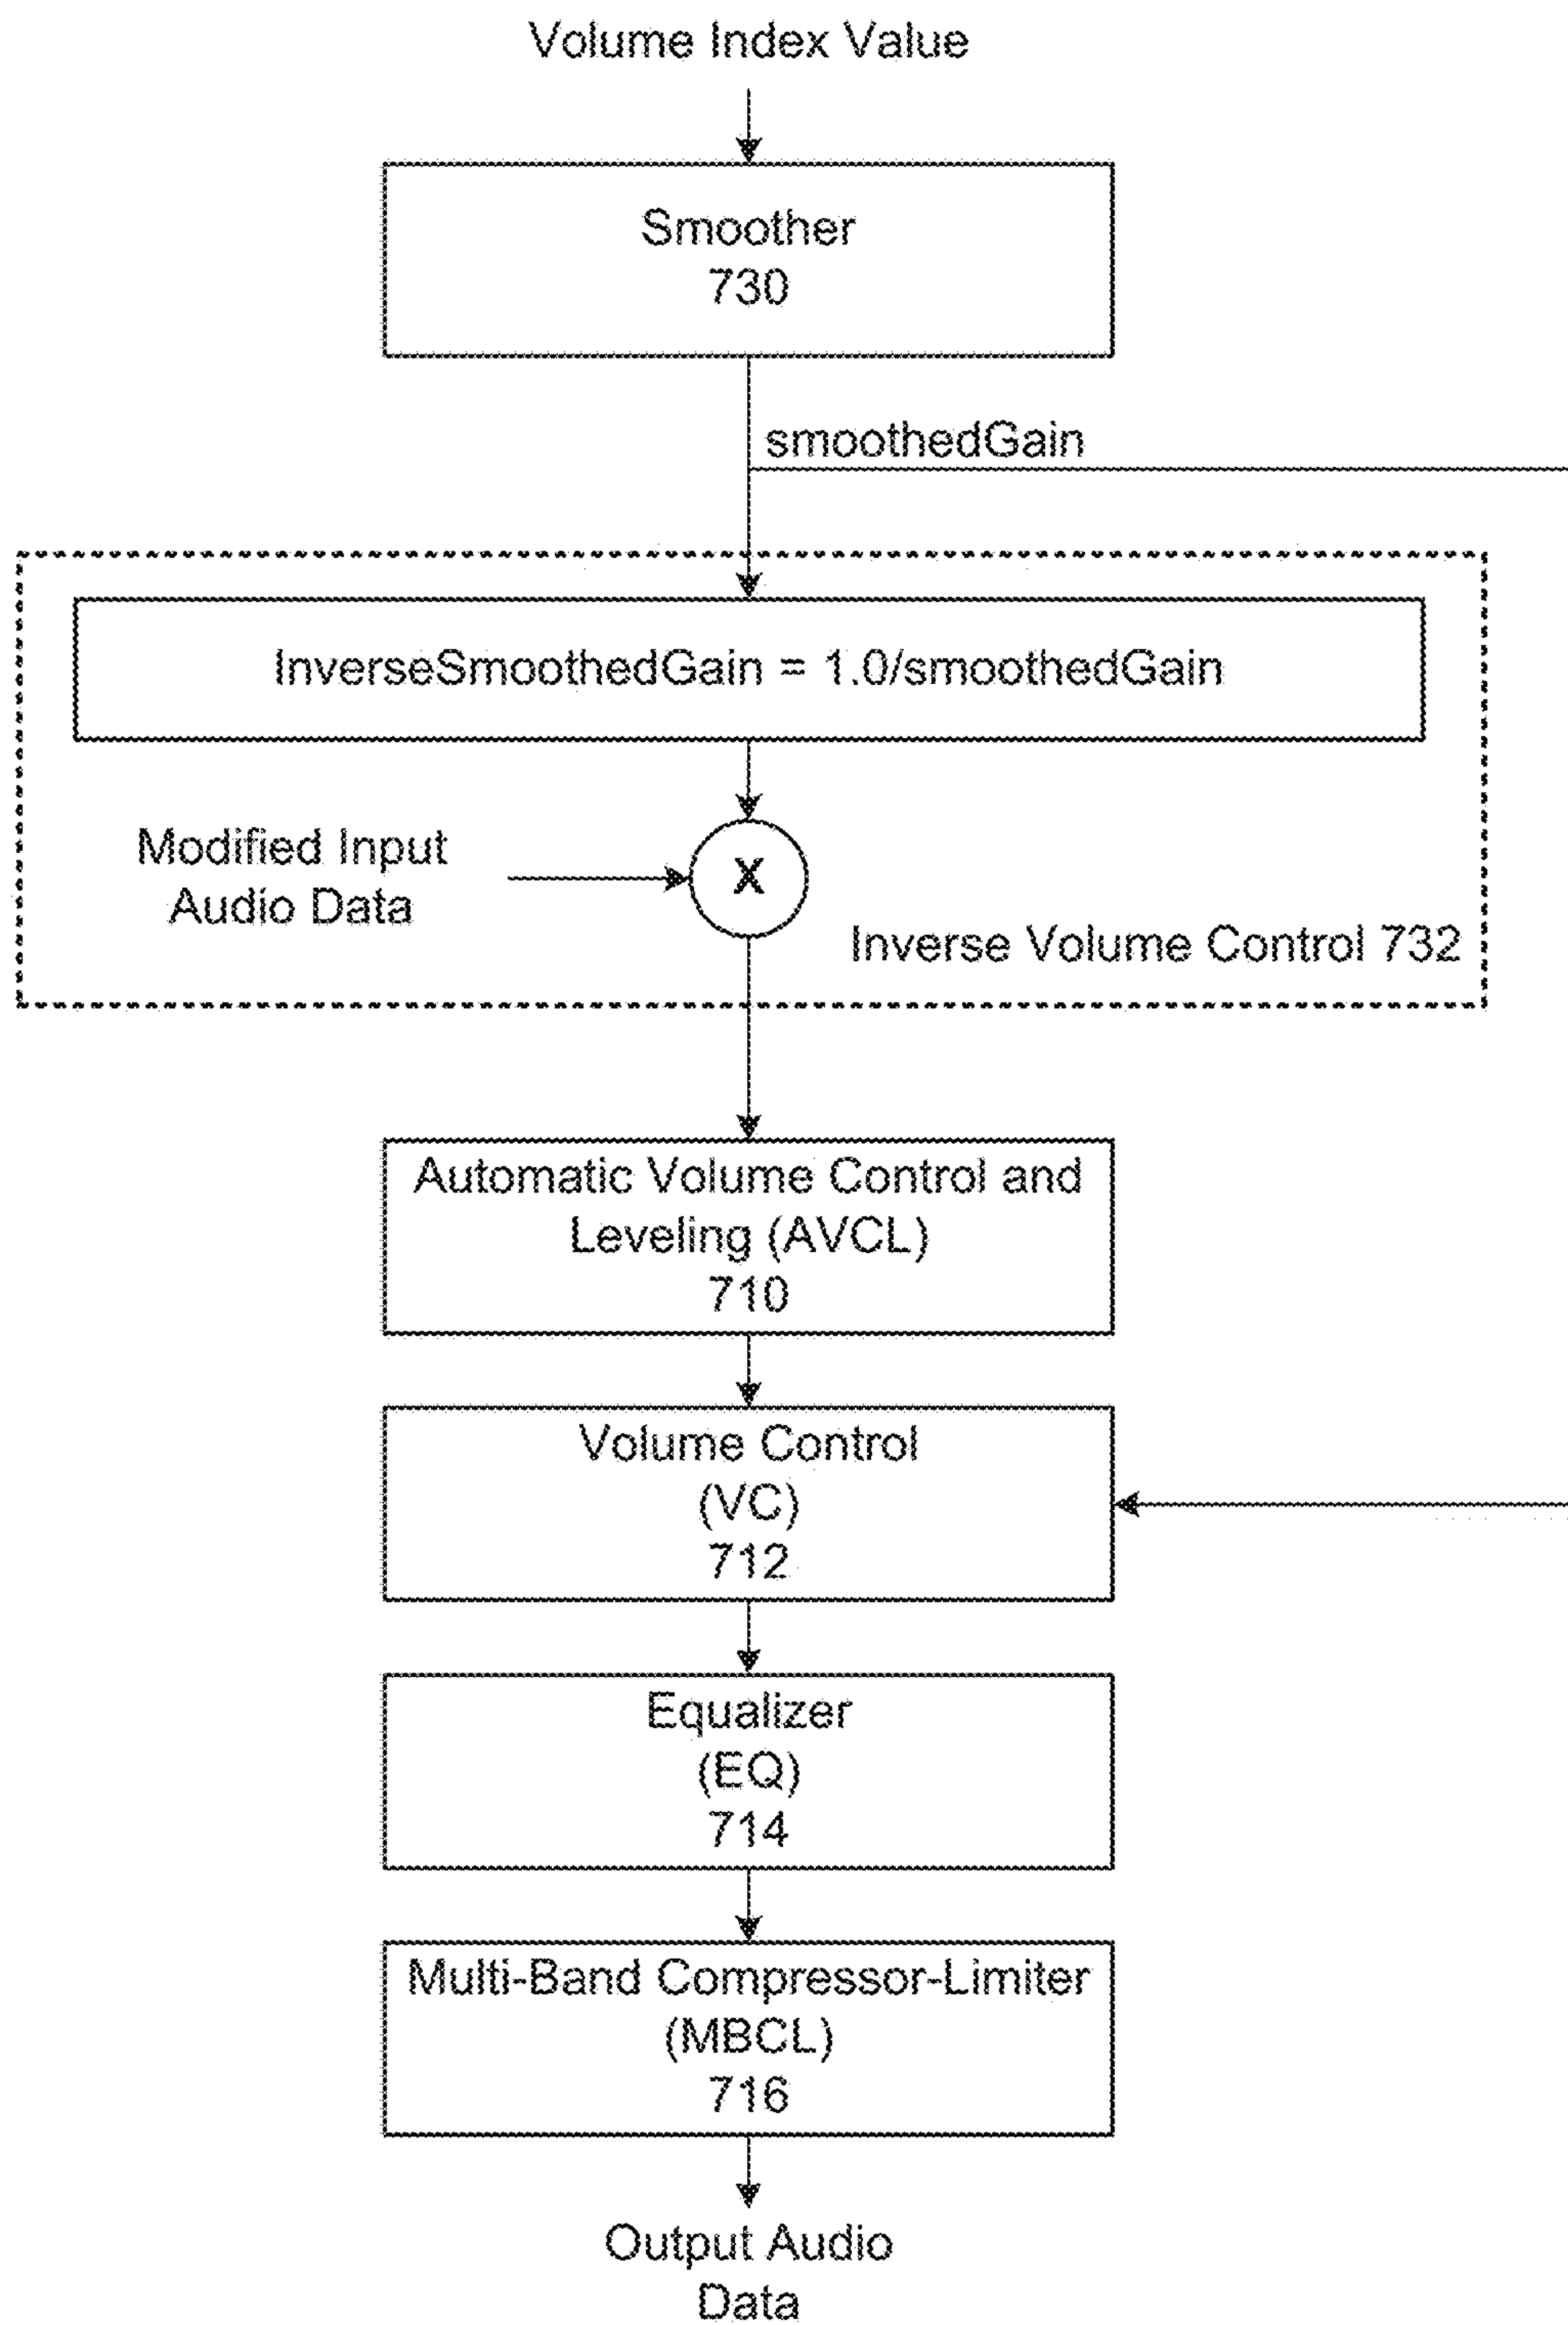 Volume Index Value
Smoother
730
smoothedGain
InverseSmoothedGain = 1.0/smoothedGain
Modified Input
Audio Data
X
Inverse Volume Control 732
Automatic Volume Control and
Leveling (AVCL)
710
Volume Control
(VC)
712
Equalizer
(EQ)
714
Multi-Band Compressor-Limiter
(MBCL)
716
Output Audio
Data